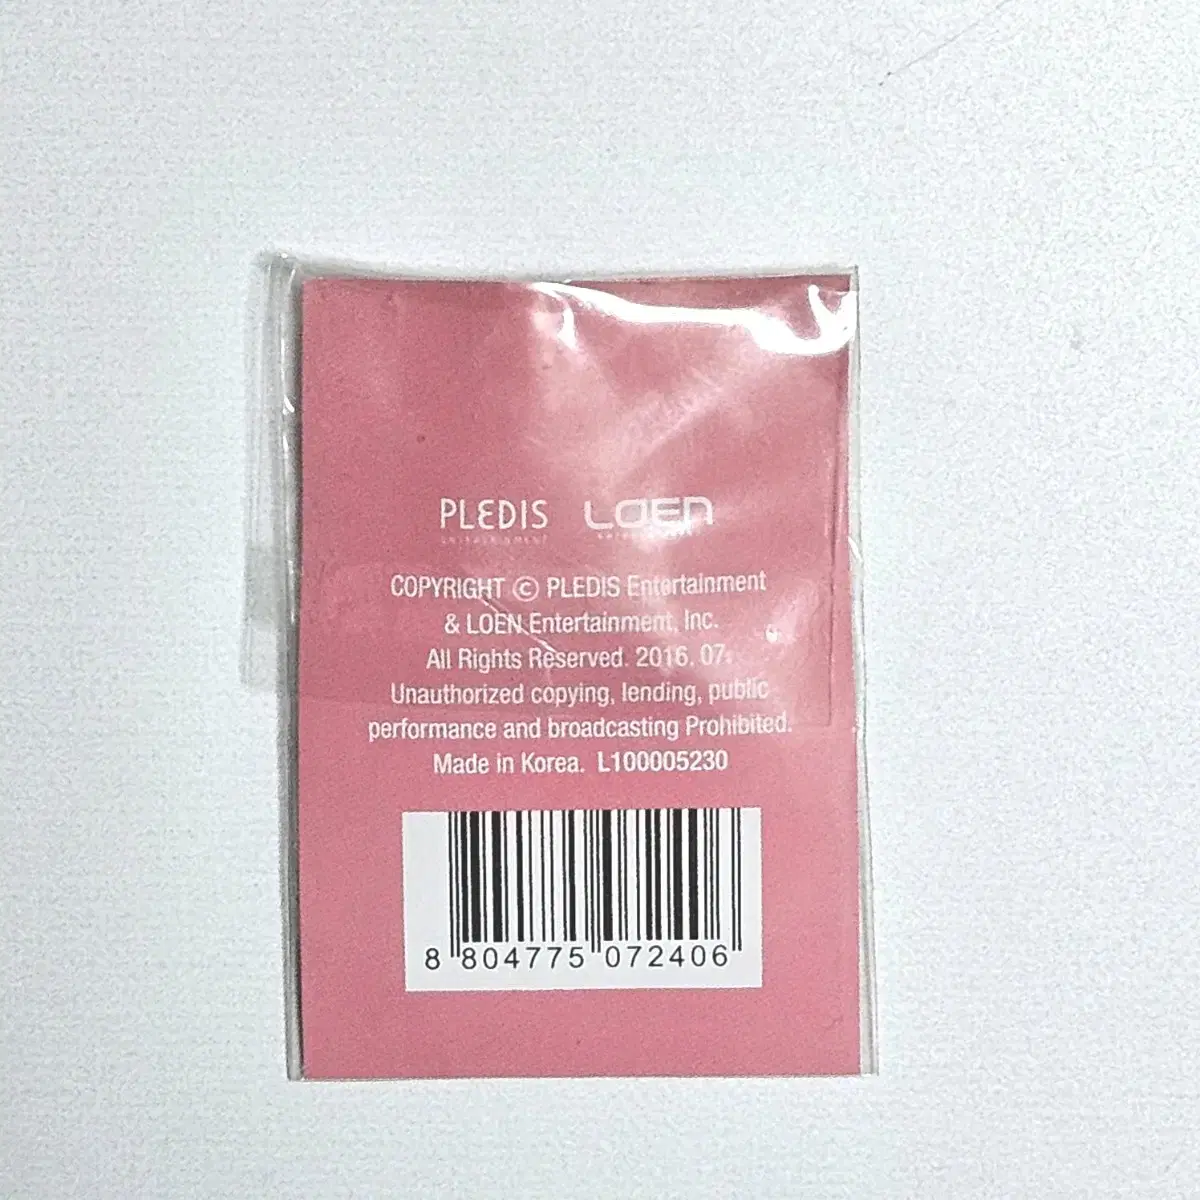 PLEDIS LOEN
ENTERTAINMENT
COPYRIGHT © PLEDIS Entertainment
& LOEN Entertainment, Inc.
All Rights Reserved. 2016. 07.
Unauthorized copying, lending, public
performance and broadcasting Prohibited.
Made in Korea. L100005230
8 804775 072406